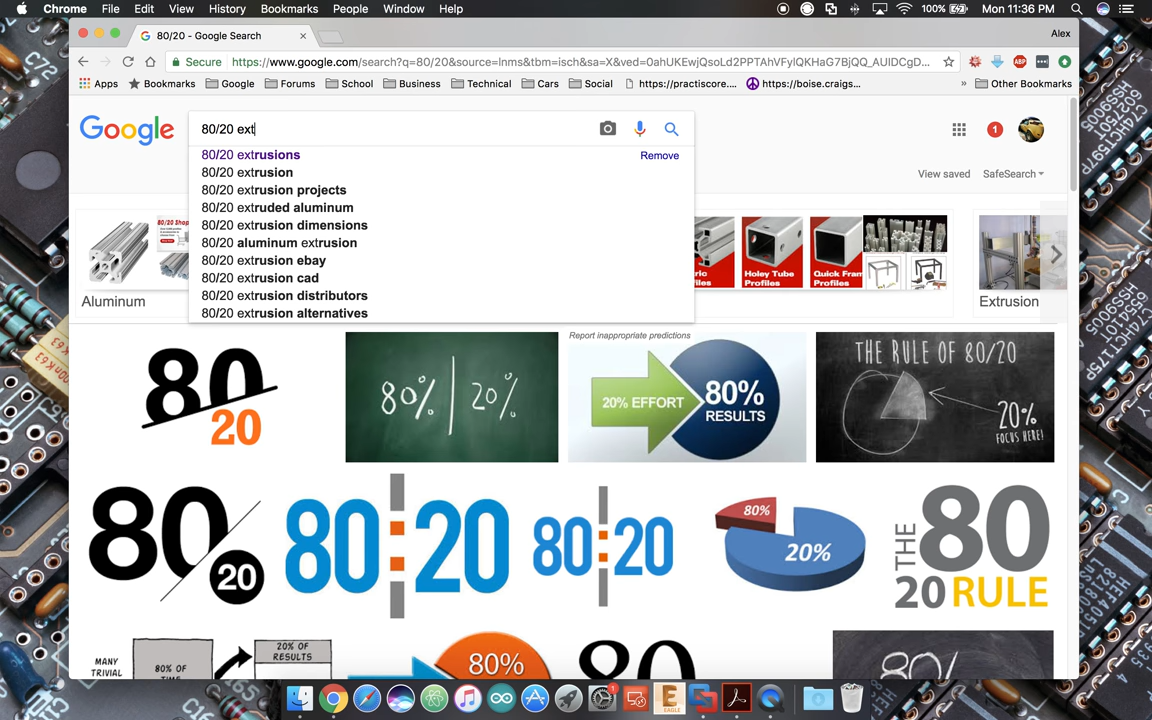 Chrome File Edit View History Bookmarks People Window Help
100% Mon 11:36 PM
80/20 - Google Search
Alex
Secure https://www.google.com/search?q=80/20&source=lnms&tbm=isch&sa=X&ved=0ahUKEwjQsoLd2PPTAhVFylQKHaG7BjQQ_AUIDCgD...
Apps Bookmarks Google Forums School Business Technical Cars Social https://practiscore.... https://boise.craigs... » Other Bookmarks
Google
80/20 ext
1
80/20 extrusions
Remove
80/20 extrusion
80/20 extrusion projects
80/20 extruded aluminum
80/20 extrusion dimensions
80/20 aluminum extrusion
80/20 extrusion ebay
80/20 extrusion cad
80/20 extrusion distributors
80/20 extrusion alternatives
View saved SafeSearch
Holey Tube
Profiles
Quick Fram
Profiles
Aluminum
Extrusion
Report inappropriate predictions
80
20
80% | 20%
20% EFFORT
80%
RESULTS
THE RULE OF 80/20
20%
FOCUS HERE!
80/20
80:20
80:20
80%
20%
THE
80
20 RULE
MANY
TRIVIAL
80% OF
TIME
20% OF
RESULTS
80%
80
80/
EAGLE